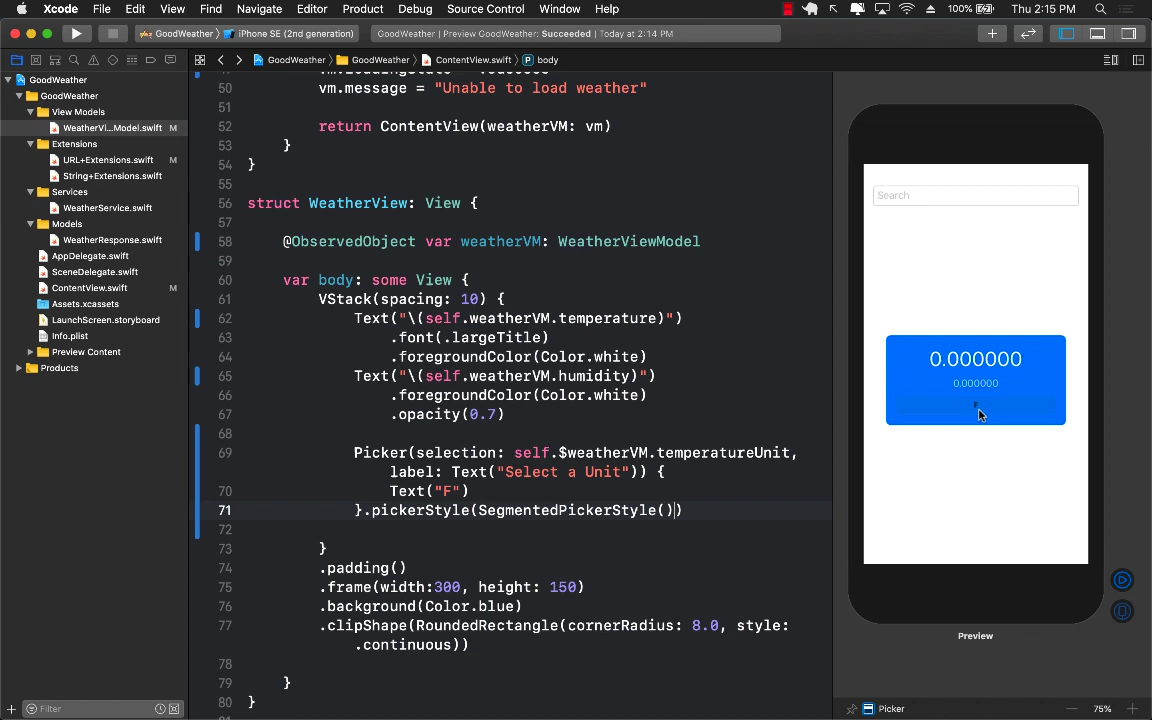 Xcode File Edit View Find Navigate Editor Product Debug Source Control Window Help 100% Thu 2:15 PM
GoodWeather iPhone SE (2nd generation) GoodWeather | Preview GoodWeather: Succeeded | Today at 2:14 PM
GoodWeather GoodWeather ContentView.swift P body
GoodWeather
GoodWeather
View Models
WeatherVi...Model.swift M
Extensions
URL+Extensions.swift M
String+Extensions.swift
Services
WeatherService.swift
Models
WeatherResponse.swift
AppDelegate.swift
SceneDelegate.swift
ContentView.swift M
Assets.xcassets
LaunchScreen.storyboard
Info.plist
Preview Content
Products
Filter
50 vm.message = "Unable to load weather"
51
52 return ContentView(weatherVM: vm)
53 }
54 }
55
56 struct WeatherView: View {
57
58 @ObservedObject var weatherVM: WeatherViewModel
59
60 var body: some View {
61 VStack(spacing: 10) {
62 Text("\(self.weatherVM.temperature)")
63 .font(.largeTitle)
64 .foregroundColor(Color.white)
65 Text("\(self.weatherVM.humidity)")
66 .foregroundColor(Color.white)
67 .opacity(0.7)
68
69 Picker(selection: self.$weatherVM.temperatureUnit,
label: Text("Select a Unit")) {
70 Text("F")
71 }.pickerStyle(SegmentedPickerStyle())
72
73 }
74 .padding()
75 .frame(width:300, height: 150)
76 .background(Color.blue)
77 .clipShape(RoundedRectangle(cornerRadius: 8.0, style:
.continuous))
78
79 }
80 }
Search
0.000000
0.000000
F
Preview
Picker 75%